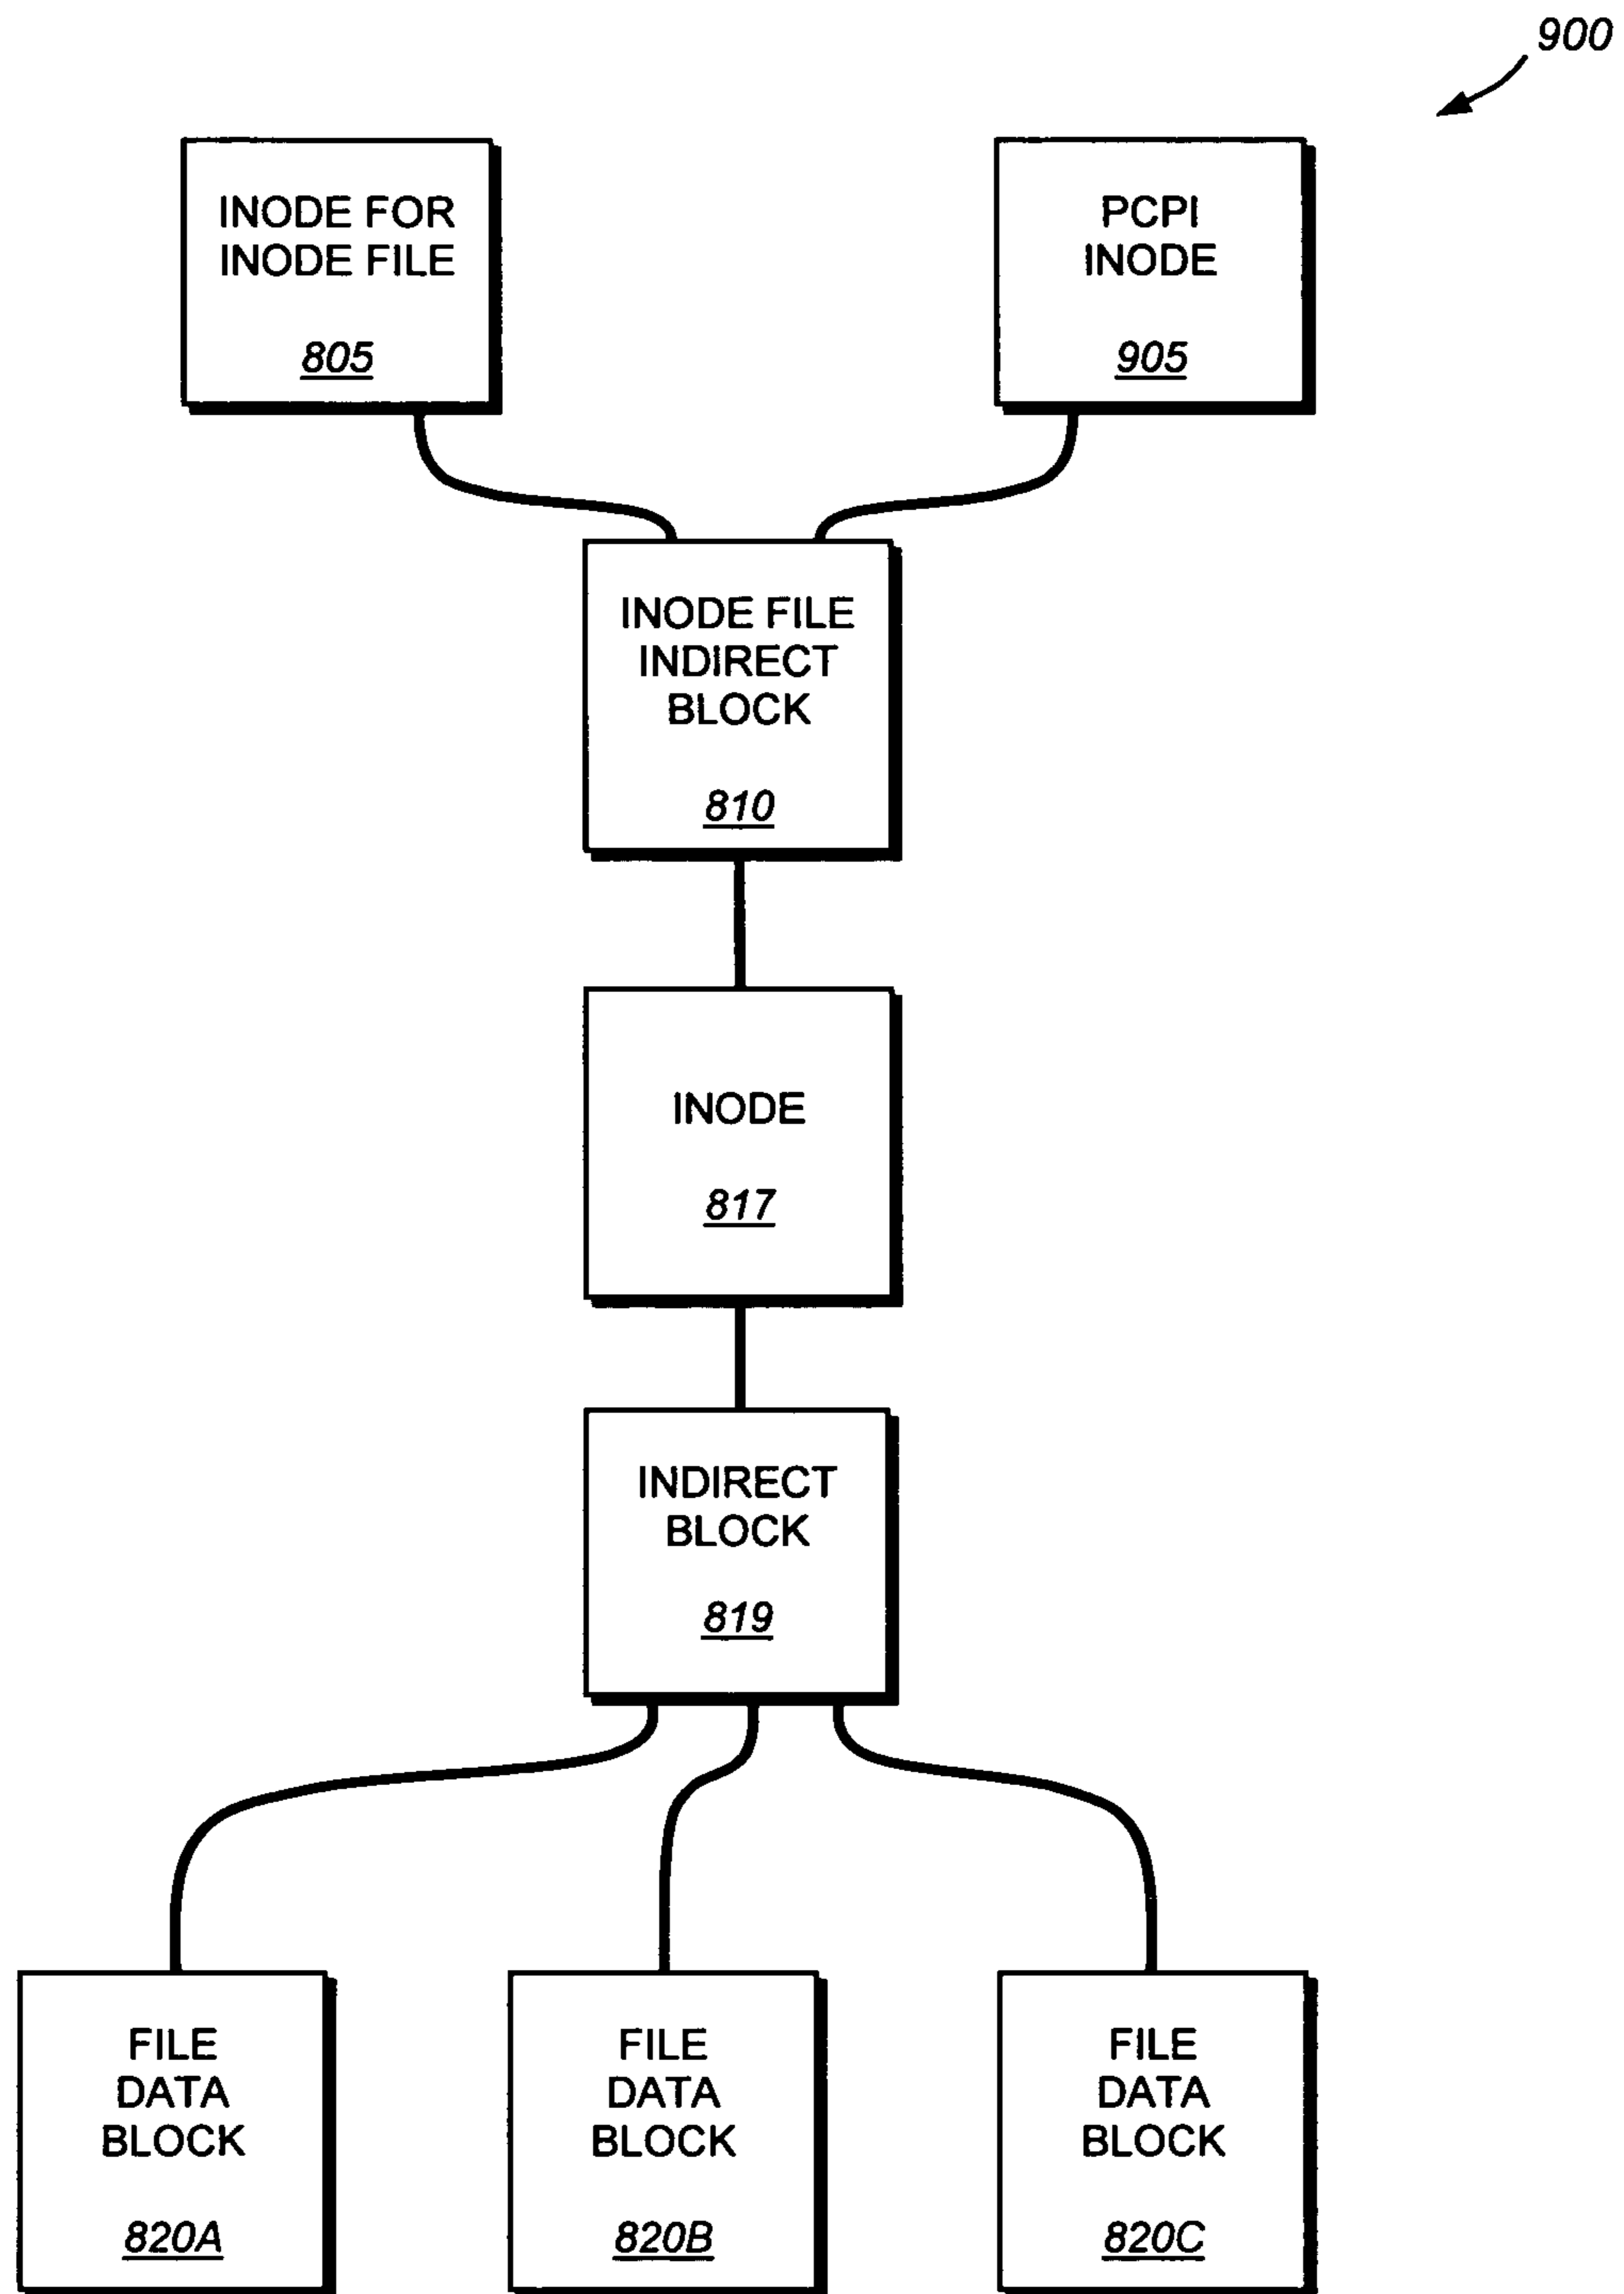 900
INODE FOR
INODE FILE
805
PCPI
INODE
905
INODE FILE
INDIRECT
BLOCK
810
INODE
817
INDIRECT
BLOCK
819
FILE
DATA
BLOCK
820A
FILE
DATA
BLOCK
820B
FILE
DATA
BLOCK
820C